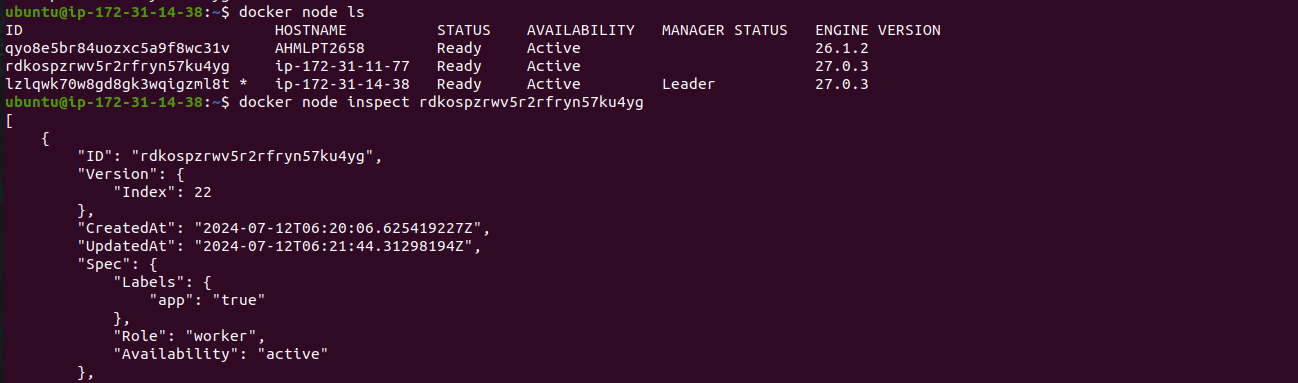 ubuntu@ip-172-31-14-38:~$ docker node ls
ID                            HOSTNAME          STATUS    AVAILABILITY   MANAGER STATUS   ENGINE VERSION
qyo8e5br84uozxc5a9f8wc31v     AHMLPT2658        Ready     Active                          26.1.2
rdkospzrwv5r2rfryn57ku4yg     ip-172-31-11-77   Ready     Active                          27.0.3
lzlqwk70w8gd8gk3wqigzml8t *   ip-172-31-14-38   Ready     Active         Leader           27.0.3
ubuntu@ip-172-31-14-38:~$ docker node inspect rdkospzrwv5r2rfryn57ku4yg
[
    {
        "ID": "rdkospzrwv5r2rfryn57ku4yg",
        "Version": {
            "Index": 22
        },
        "CreatedAt": "2024-07-12T06:20:06.625419227Z",
        "UpdatedAt": "2024-07-12T06:21:44.31298194Z",
        "Spec": {
            "Labels": {
                "app": "true"
            },
            "Role": "worker",
            "Availability": "active"
        },